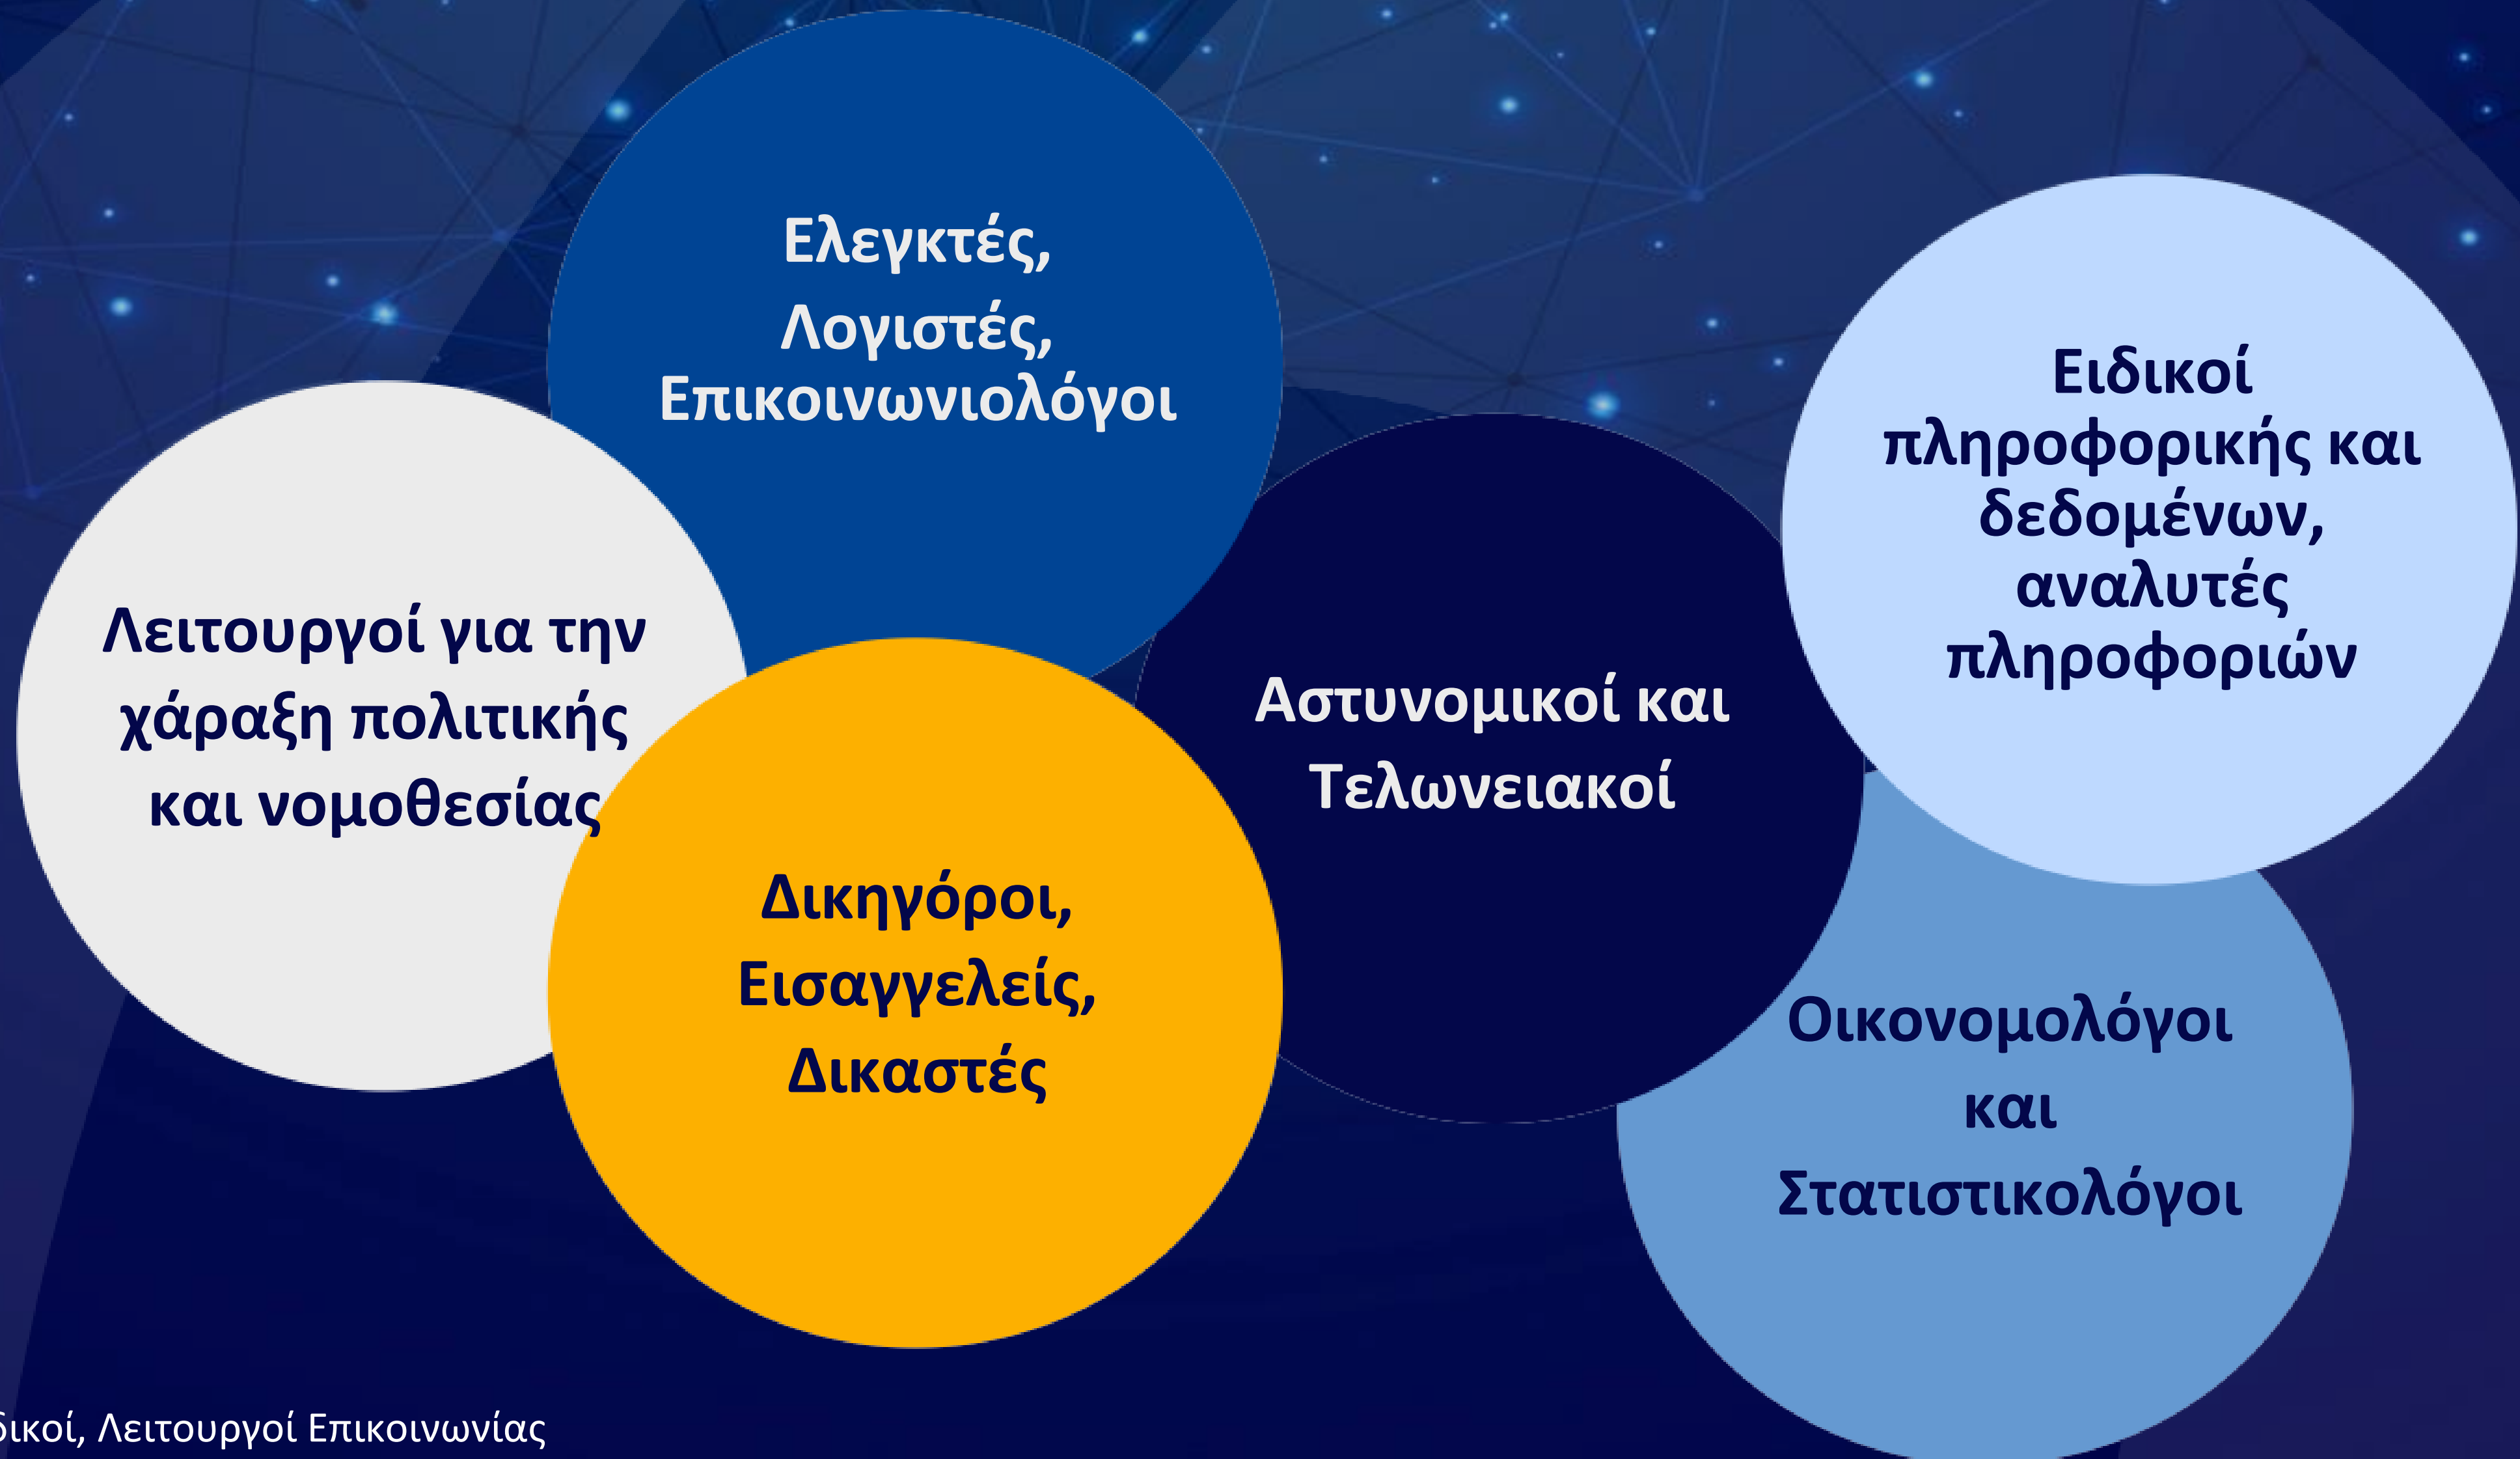 Ελεγκτές,
Λογιστές,
Επικοινωνιολόγοι
Λειτουργοί για την
χάραξη πολιτικής
και νομοθεσίας
Δικηγόροι,
Εισαγγελείς,
Δικαστές
Αστυνομικοί και
Τελωνειακοί
Ειδικοί
πληροφορικής και
δεδομένων,
αναλυτές
πληροφοριών
Οικονομολόγοι
και
Στατιστικολόγοι
Λειτουργοί Επικοινωνίας